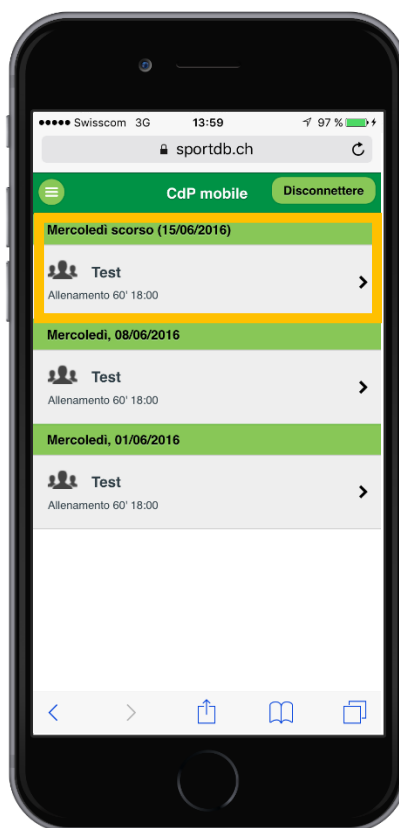 Swisscom 3G 13:59 97 %
sportdb.ch
CdP mobile Disconnettere
Mercoledì scorso (15/06/2016)
Test
Allenamento 60' 18:00
Mercoledì, 08/06/2016
Test
Allenamento 60' 18:00
Mercoledì, 01/06/2016
Test
Allenamento 60' 18:00